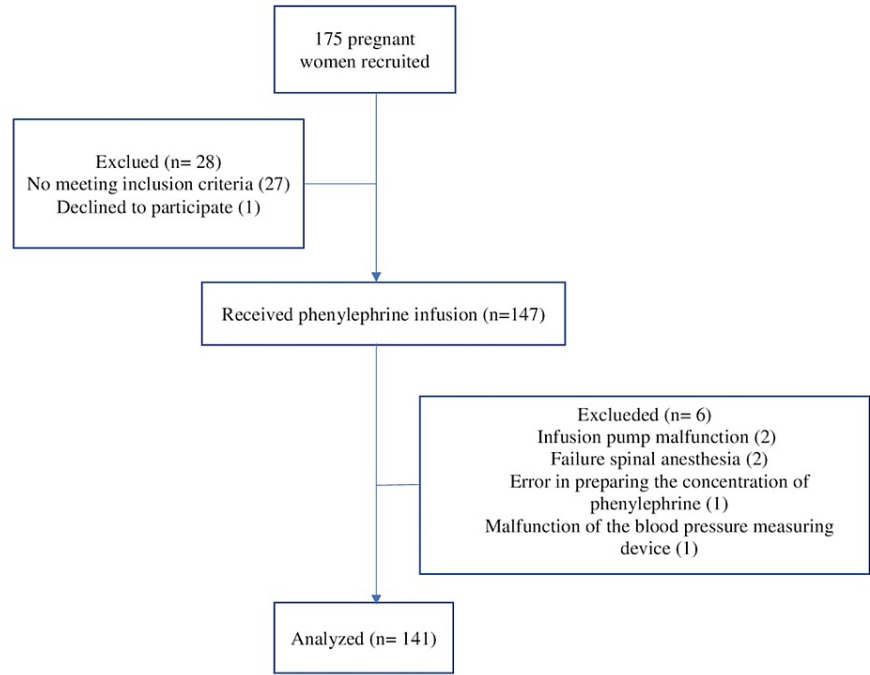 175 pregnant
women recruited
Exclued (n= 28)
No meeting inclusion criteria (27)
Declined to participate (1)
Received phenylephrine infusion (n=147)
Exclueded (n= 6)
Infusion pump malfunction (2)
Failure spinal anesthesia (2)
Error in preparing the concentration of
phenylephrine (1)
Malfunction of the blood pressure measuring
device (1)
Analyzed (n= 141)